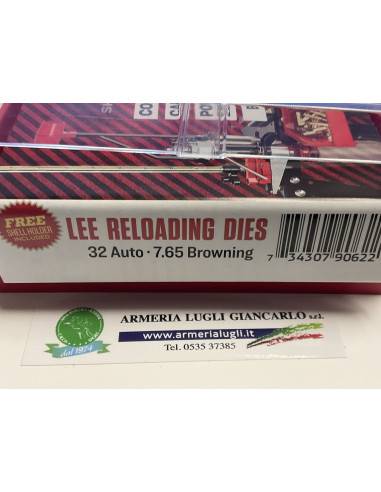 FREE
SHELL HOLDER
INCLUDED
LEE RELOADING DIES
32 Auto · 7.65 Browning
7 34307 90622
ARMERIA LUGLI GIANCARLO s.r.l.
www.armerialugli.it
Tel. 0535 37385
dal 1974